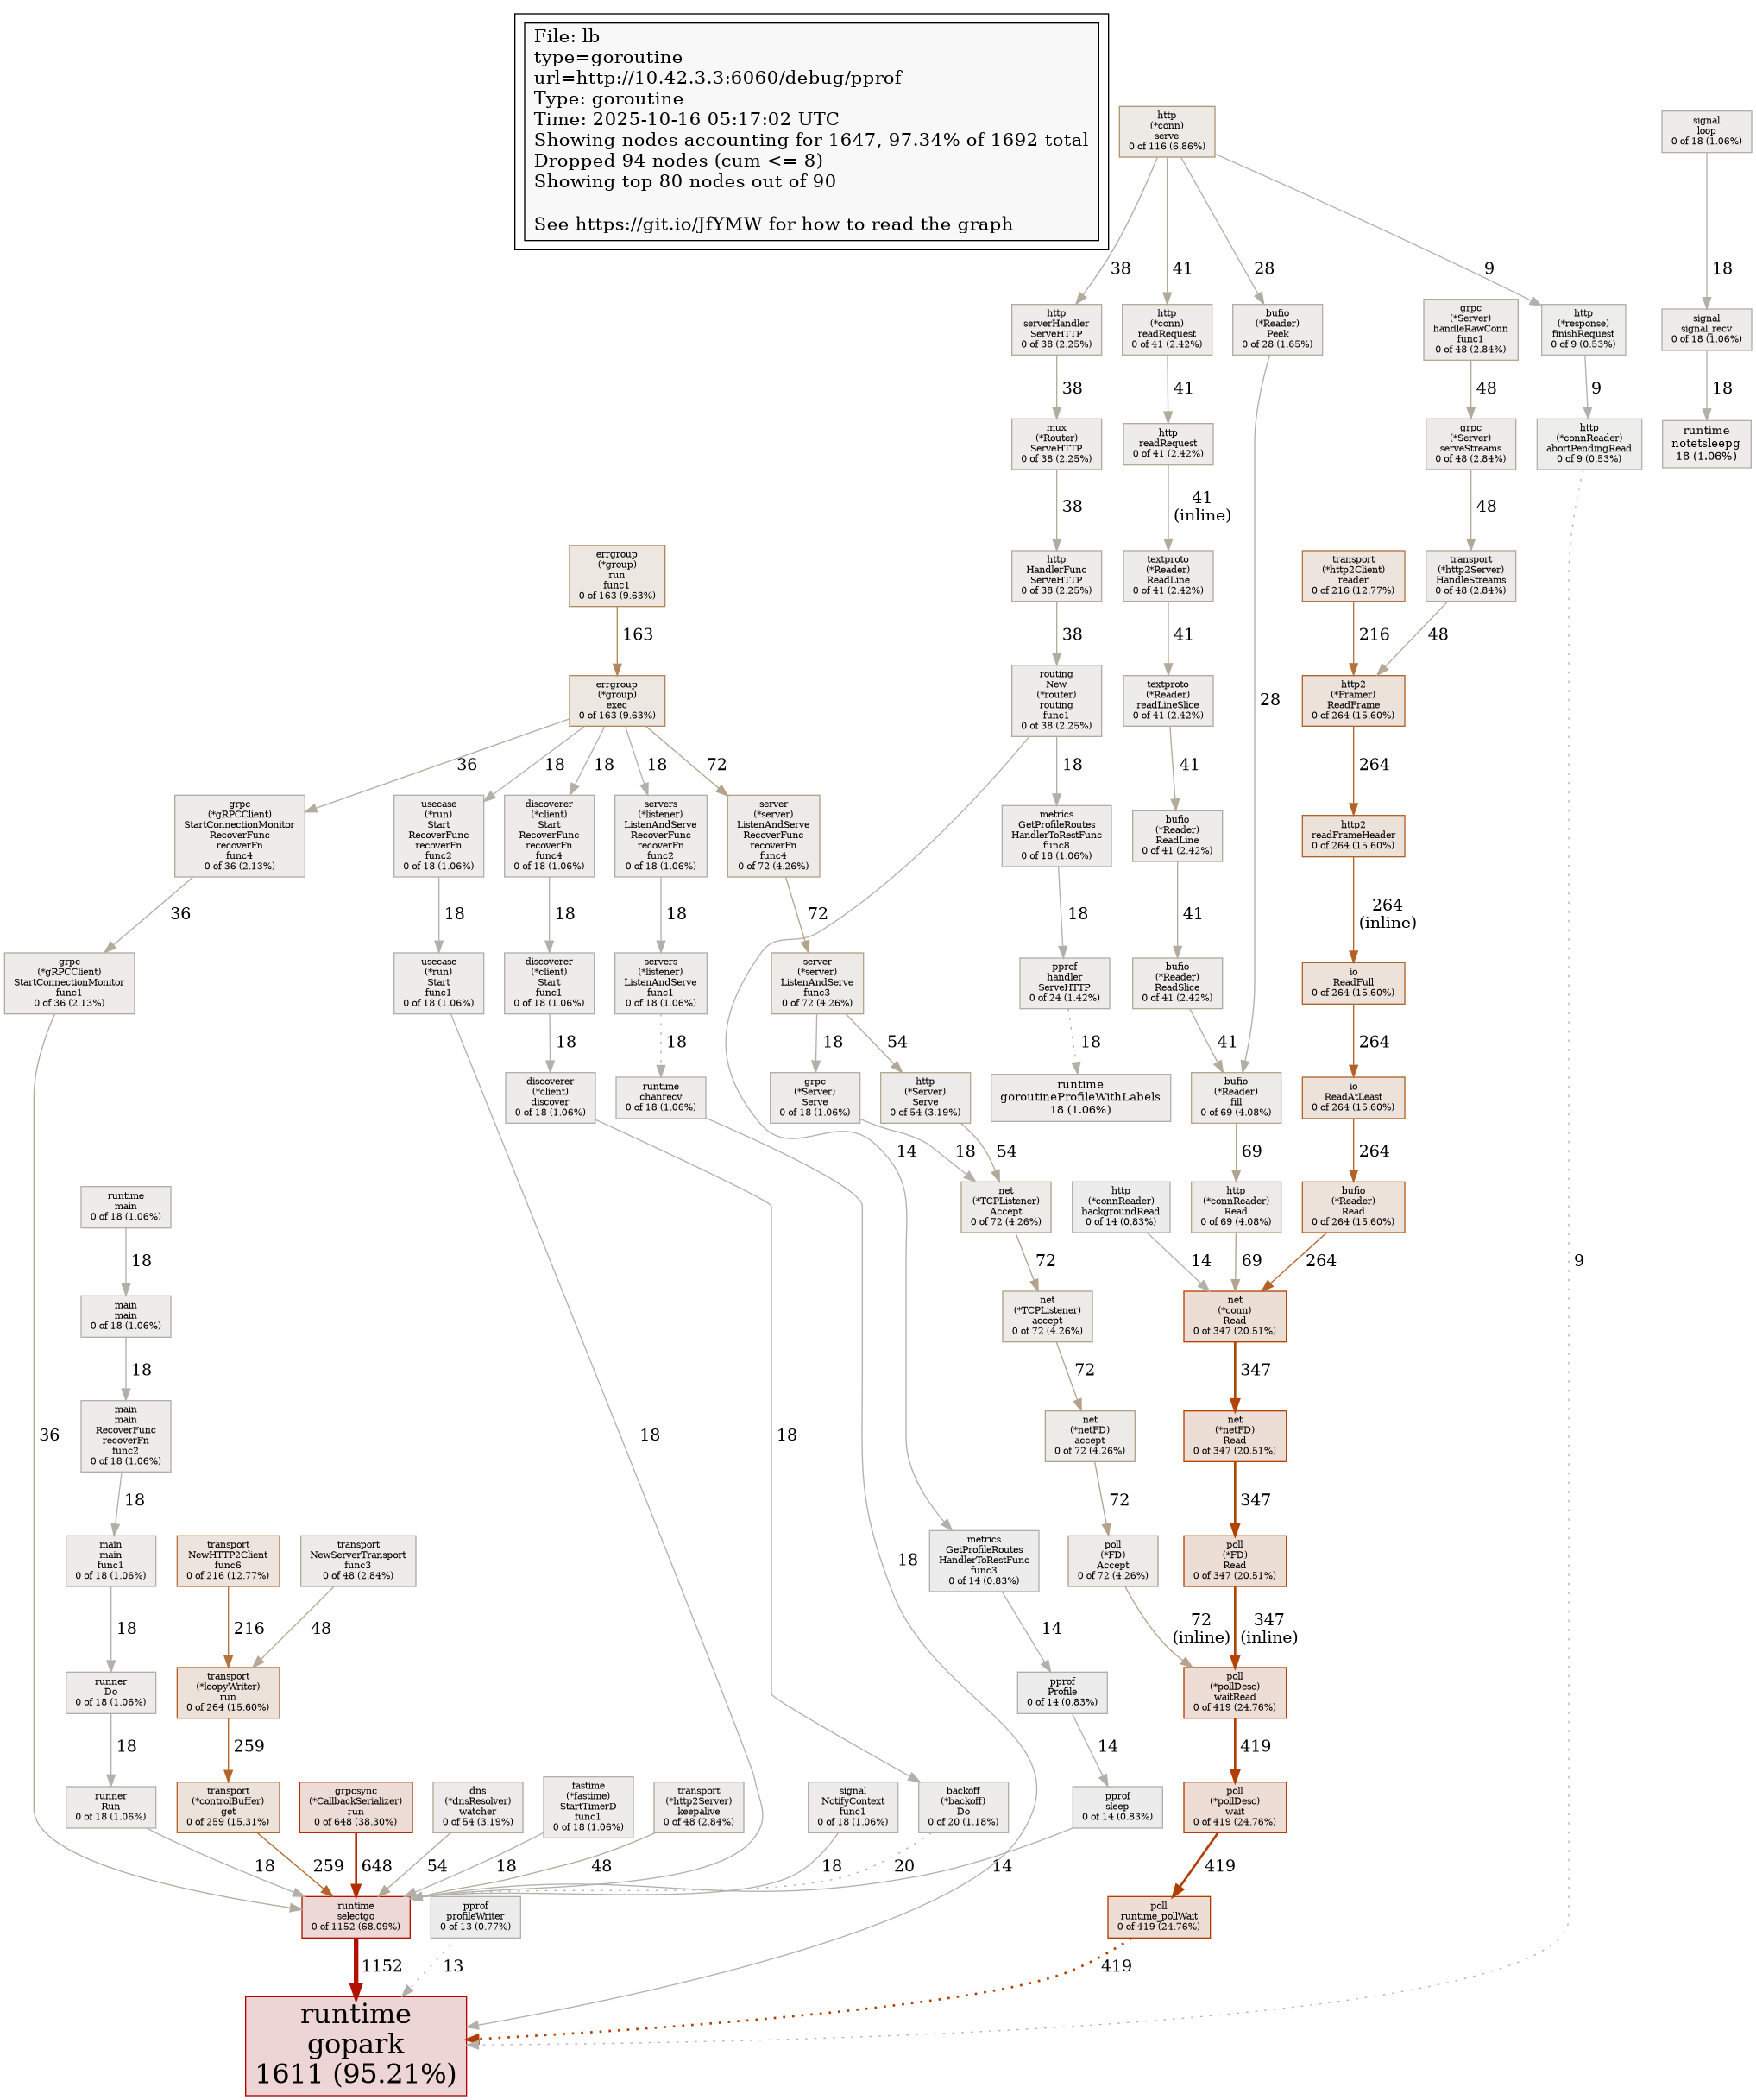 File: lb
type=goroutine
url=http://10.42.3.3:6060/debug/pprof
Type: goroutine
Time: 2025-10-16 05:17:02 UTC
Showing nodes accounting for 1647, 97.34% of 1692 total
Dropped 94 nodes (cum <= 8)
Showing top 80 nodes out of 90
See https://git.io/JfYMW for how to read the graph
http
(*conn)
serve
0 of 116 (6.86%)
signal
loop
0 of 18 (1.06%)
38
41
28
9
18
http
serverHandler
ServeHTTP
0 of 38 (2.25%)
http
(*conn)
readRequest
0 of 41 (2.42%)
bufio
(*Reader)
Peek
0 of 28 (1.65%)
grpc
(*Server)
handleRawConn
func1
0 of 48 (2.84%)
http
(*response)
finishRequest
0 of 9 (0.53%)
signal
signal_recv
0 of 18 (1.06%)
38
41
48
9
18
mux
(*Router)
ServeHTTP
0 of 38 (2.25%)
http
readRequest
0 of 41 (2.42%)
grpc
(*Server)
serveStreams
0 of 48 (2.84%)
http
(*connReader)
abortPendingRead
0 of 9 (0.53%)
runtime
notetsleepg
18 (1.06%)
38
41
(inline)
48
errgroup
(*group)
run
func1
0 of 163 (9.63%)
http
HandlerFunc
ServeHTTP
0 of 38 (2.25%)
textproto
(*Reader)
ReadLine
0 of 41 (2.42%)
transport
(*http2Client)
reader
0 of 216 (12.77%)
transport
(*http2Server)
HandleStreams
0 of 48 (2.84%)
163
38
41
216
48
errgroup
(*group)
exec
0 of 163 (9.63%)
routing
New
(*router)
routing
func1
0 of 38 (2.25%)
textproto
(*Reader)
readLineSlice
0 of 41 (2.42%)
28
http2
(*Framer)
ReadFrame
0 of 264 (15.60%)
36
18
18
18
72
18
41
264
grpc
(*gRPCClient)
StartConnectionMonitor
RecoverFunc
recoverFn
func4
0 of 36 (2.13%)
usecase
(*run)
Start
RecoverFunc
recoverFn
func2
0 of 18 (1.06%)
discoverer
(*client)
Start
RecoverFunc
recoverFn
func4
0 of 18 (1.06%)
servers
(*listener)
ListenAndServe
RecoverFunc
recoverFn
func2
0 of 18 (1.06%)
server
(*server)
ListenAndServe
RecoverFunc
recoverFn
func4
0 of 72 (4.26%)
metrics
GetProfileRoutes
HandlerToRestFunc
func8
0 of 18 (1.06%)
bufio
(*Reader)
ReadLine
0 of 41 (2.42%)
http2
readFrameHeader
0 of 264 (15.60%)
36
18
18
18
72
18
41
264
(inline)
grpc
(*gRPCClient)
StartConnectionMonitor
func1
0 of 36 (2.13%)
usecase
(*run)
Start
func1
0 of 18 (1.06%)
discoverer
(*client)
Start
func1
0 of 18 (1.06%)
servers
(*listener)
ListenAndServe
func1
0 of 18 (1.06%)
server
(*server)
ListenAndServe
func3
0 of 72 (4.26%)
pprof
handler
ServeHTTP
0 of 24 (1.42%)
bufio
(*Reader)
ReadSlice
0 of 41 (2.42%)
io
ReadFull
0 of 264 (15.60%)
18
18
18
54
18
41
264
discoverer
(*client)
discover
0 of 18 (1.06%)
runtime
chanrecv
0 of 18 (1.06%)
grpc
(*Server)
Serve
0 of 18 (1.06%)
http
(*Server)
Serve
0 of 54 (3.19%)
runtime
goroutineProfileWithLabels
18 (1.06%)
bufio
(*Reader)
fill
0 of 69 (4.08%)
io
ReadAtLeast
0 of 264 (15.60%)
14
18
54
69
264
runtime
main
0 of 18 (1.06%)
net
(*TCPListener)
Accept
0 of 72 (4.26%)
http
(*connReader)
backgroundRead
0 of 14 (0.83%)
http
(*connReader)
Read
0 of 69 (4.08%)
bufio
(*Reader)
Read
0 of 264 (15.60%)
18
72
14
69
264
9
main
main
0 of 18 (1.06%)
net
(*TCPListener)
accept
0 of 72 (4.26%)
net
(*conn)
Read
0 of 347 (20.51%)
18
72
347
36
main
main
RecoverFunc
recoverFn
func2
0 of 18 (1.06%)
18
18
net
(*netFD)
accept
0 of 72 (4.26%)
net
(*netFD)
Read
0 of 347 (20.51%)
18
72
347
main
main
func1
0 of 18 (1.06%)
transport
NewHTTP2Client
func6
0 of 216 (12.77%)
transport
NewServerTransport
func3
0 of 48 (2.84%)
18
metrics
GetProfileRoutes
HandlerToRestFunc
func3
0 of 14 (0.83%)
poll
(*FD)
Accept
0 of 72 (4.26%)
poll
(*FD)
Read
0 of 347 (20.51%)
18
216
48
14
72
(inline)
347
(inline)
runner
Do
0 of 18 (1.06%)
transport
(*loopyWriter)
run
0 of 264 (15.60%)
pprof
Profile
0 of 14 (0.83%)
poll
(*pollDesc)
waitRead
0 of 419 (24.76%)
18
259
14
419
runner
Run
0 of 18 (1.06%)
transport
(*controlBuffer)
get
0 of 259 (15.31%)
grpcsync
(*CallbackSerializer)
run
0 of 648 (38.30%)
dns
(*dnsResolver)
watcher
0 of 54 (3.19%)
fastime
(*fastime)
StartTimerD
func1
0 of 18 (1.06%)
transport
(*http2Server)
keepalive
0 of 48 (2.84%)
signal
NotifyContext
func1
0 of 18 (1.06%)
backoff
(*backoff)
Do
0 of 20 (1.18%)
pprof
sleep
0 of 14 (0.83%)
poll
(*pollDesc)
wait
0 of 419 (24.76%)
18
259
648
54
18
48
18
20
14
419
runtime
selectgo
0 of 1152 (68.09%)
pprof
profileWriter
0 of 13 (0.77%)
poll
runtime_pollWait
0 of 419 (24.76%)
1152
13
419
runtime
gopark
1611 (95.21%)